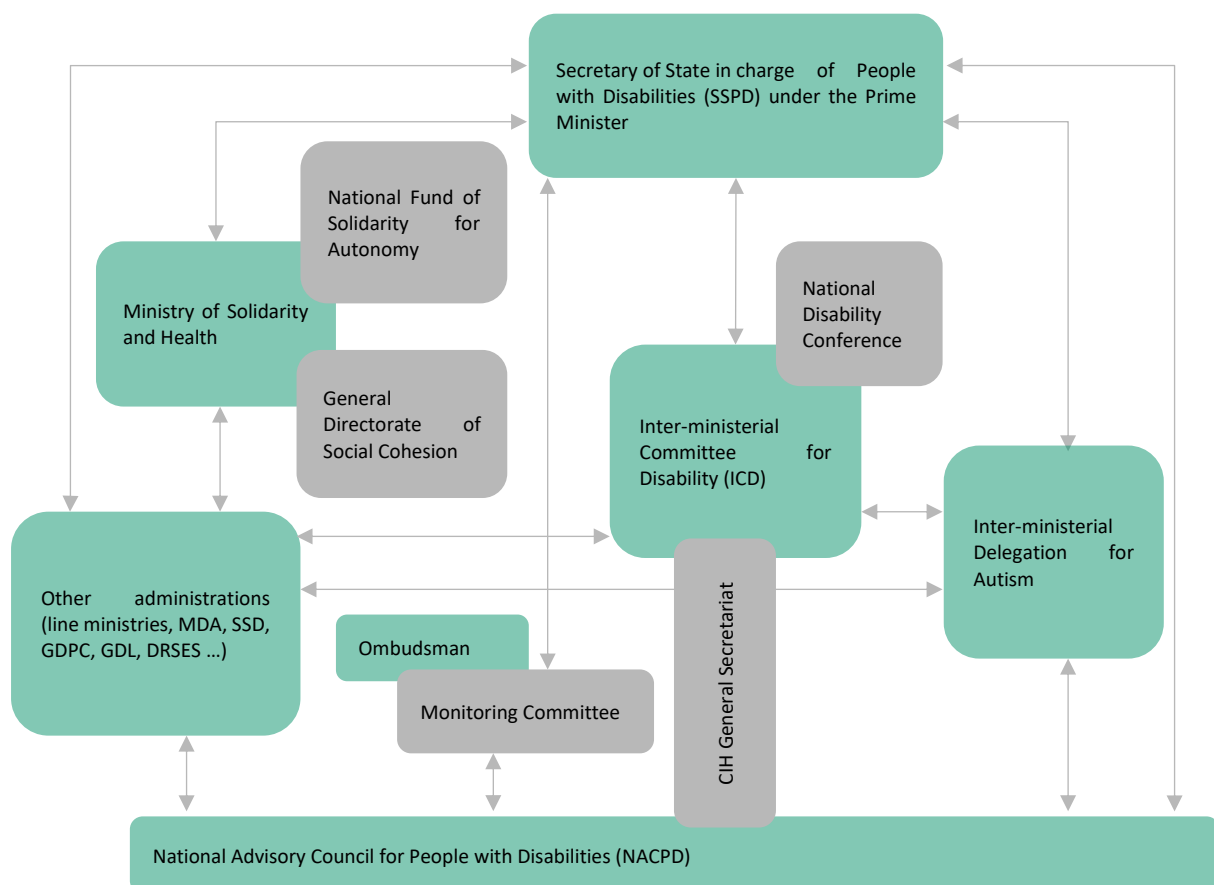 Secretary of State in charge of People
with Disabilities (SSPD) under the Prime
Minister
National Fund of
Solidarity for
Autonomy
Ministry of Solidarity
and Health
National
Disability
Conference
General
Directorate of
Social Cohesion
Inter-ministerial
Committee for
Disability (ICD)
Inter-ministerial
Delegation for
Autism
Other administrations
(line ministries, MDA, SSD,
GDPC, GDL, DRSES ...)
Ombudsman
Monitoring Committee
CIH General Secretariat
National Advisory Council for People with Disabilities (NACPD)